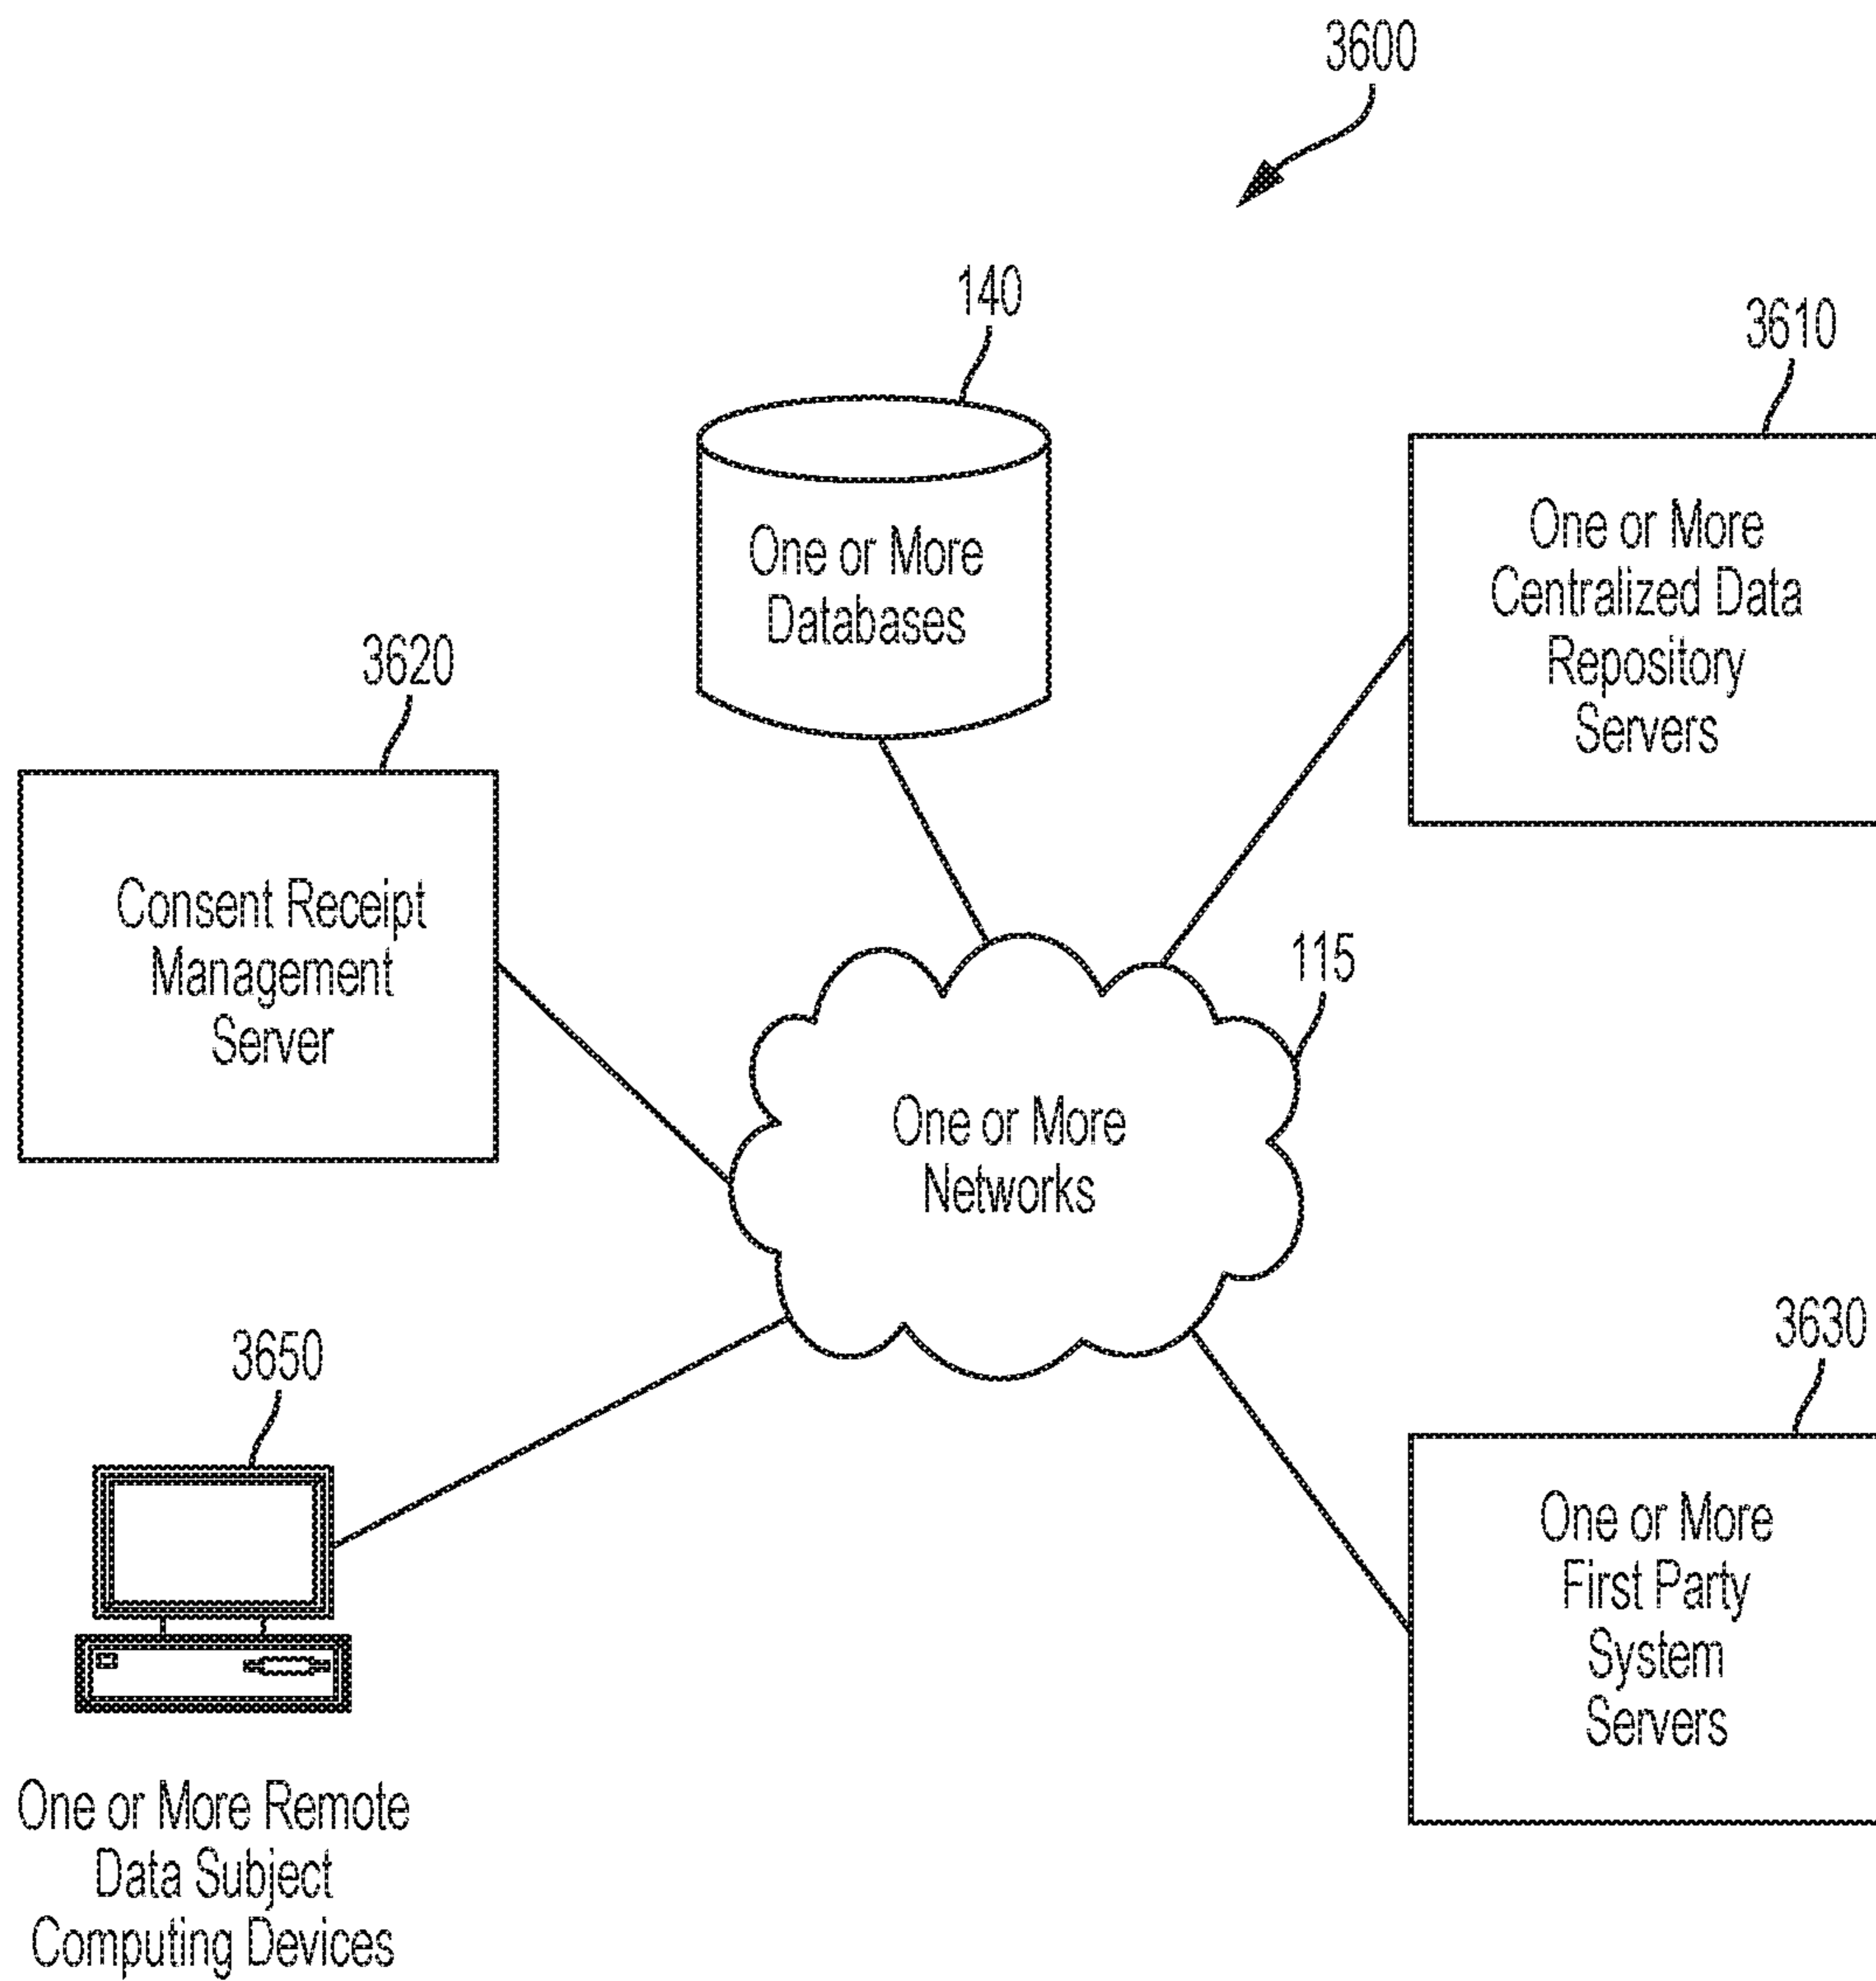 3600
140
One or More
Databases
3610
One or More
Centralized Data
Repository
Servers
3620
Consent Receipt
Management
Server
115
One or More
Networks
3650
One or More Remote
Data Subject
Computing Devices
3630
One or More
First Party
System
Servers